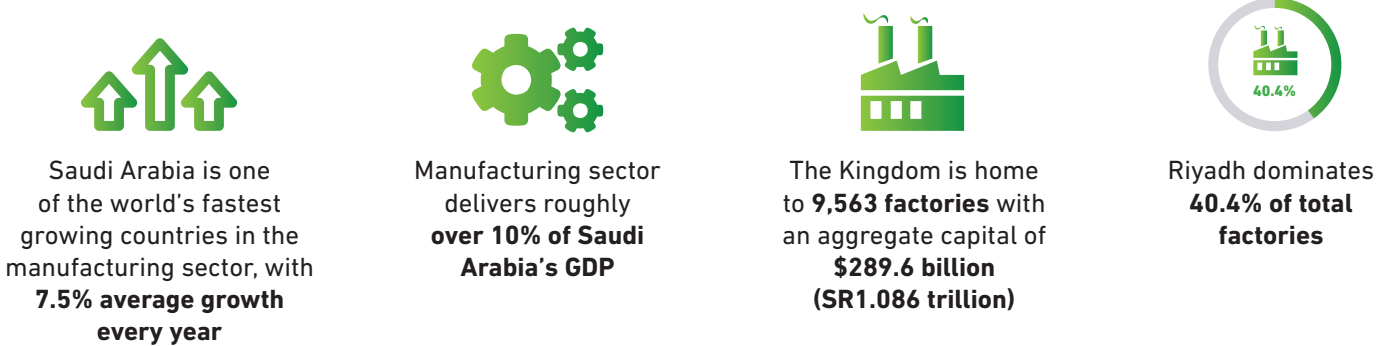 Saudi Arabia is one
of the world's fastest
growing countries in the
manufacturing sector, with
7.5% average growth
every year
Manufacturing sector
delivers roughly
over 10% of Saudi
Arabia's GDP
The Kingdom is home
to 9,563 factories with
an aggregate capital of
$289.6 billion
(SR1.086 trillion)
40.4%
Riyadh dominates
40.4% of total
factories